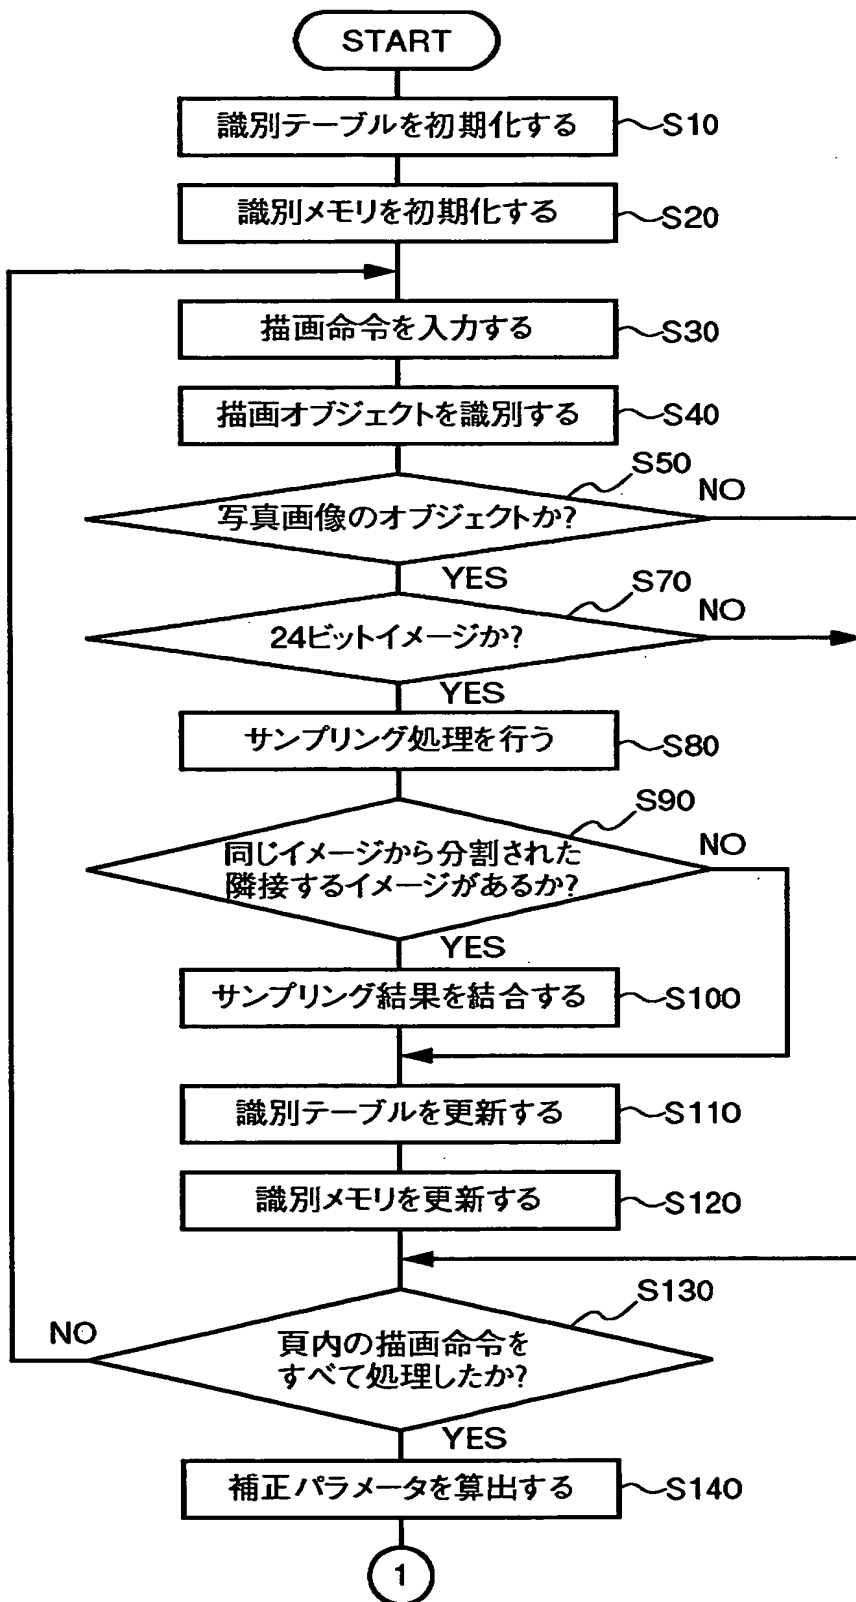 START
識別テーブルを初期化する
S10
識別メモリを初期化する
S20
描画命令を入力する
S30
描画オブジェクトを識別する
S40
S50
写真画像のオブジェクトか?
NO
YES
S70
24ビットイメージか?
NO
YES
サンプリング処理を行う
S80
S90
同じイメージから分割された
隣接するイメージがあるか?
NO
YES
サンプリング結果を結合する
S100
識別テーブルを更新する
S110
識別メモリを更新する
S120
S130
NO
頁内の描画命令を
すべて処理したか?
YES
補正パラメータを算出する
S140
1